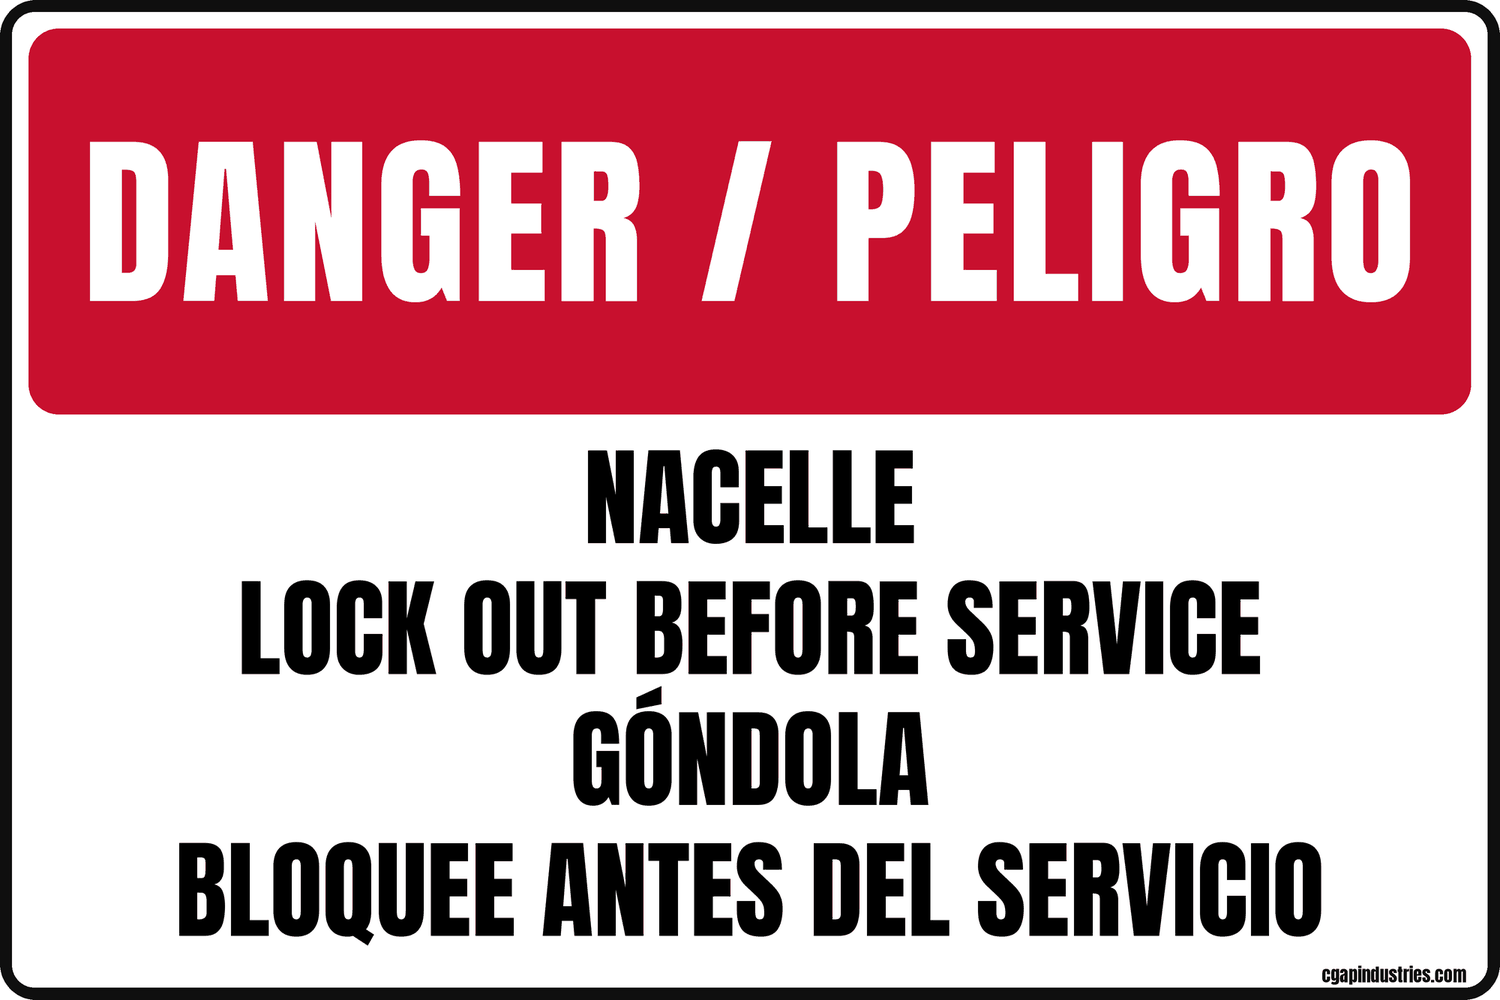 DANGER / PELIGRO
NACELLE
LOCK OUT BEFORE SERVICE
GÓNDOLA
BLOQUEE ANTES DEL SERVICIO
cgapindustries.com